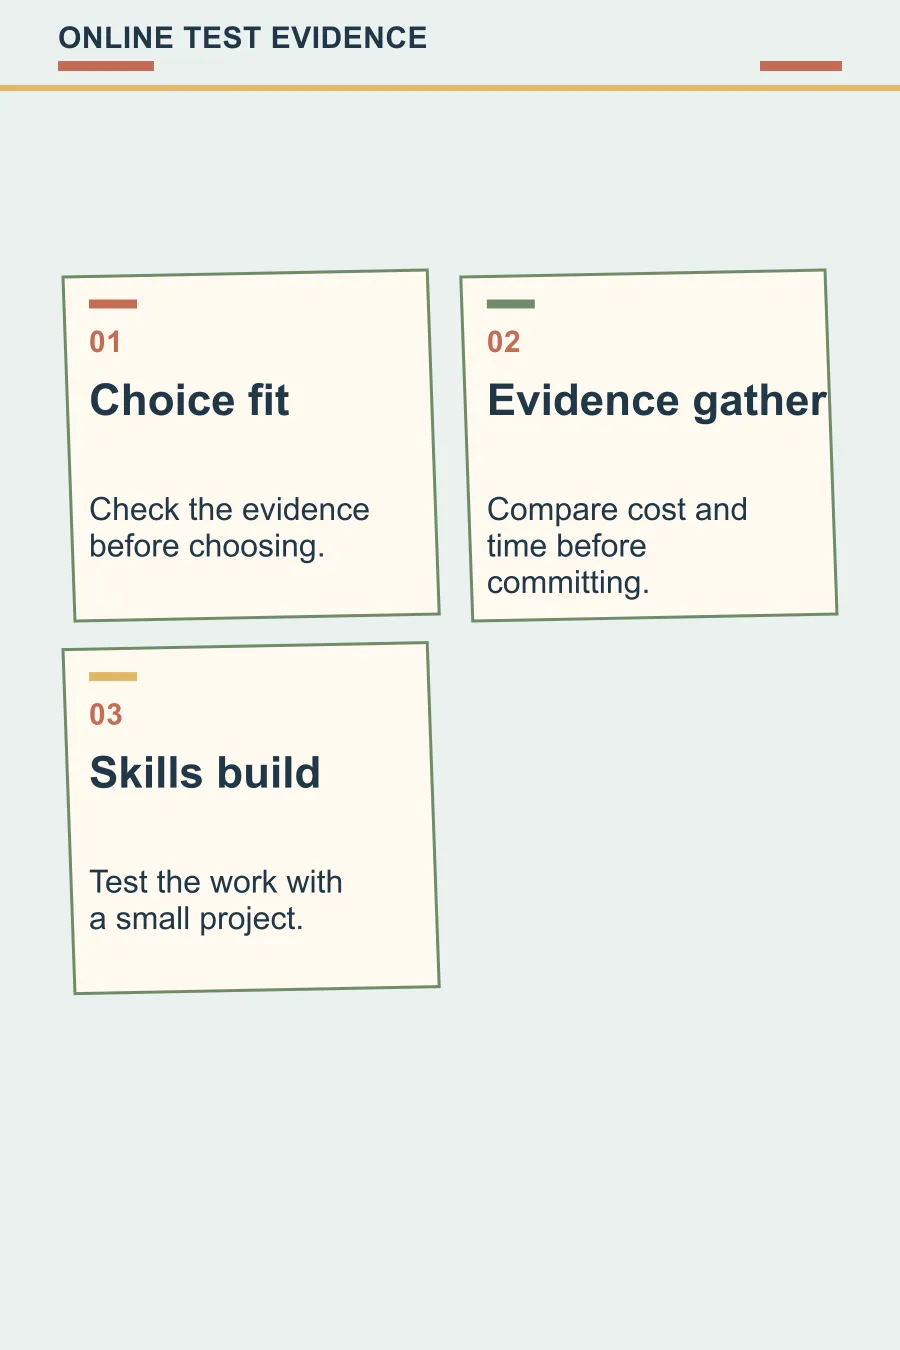 ONLINE TEST EVIDENCE
01
Choice fit
Check the evidence
before choosing.
02
Evidence gather
Compare cost and
time before
committing.
03
Skills build
Test the work with
a small project.